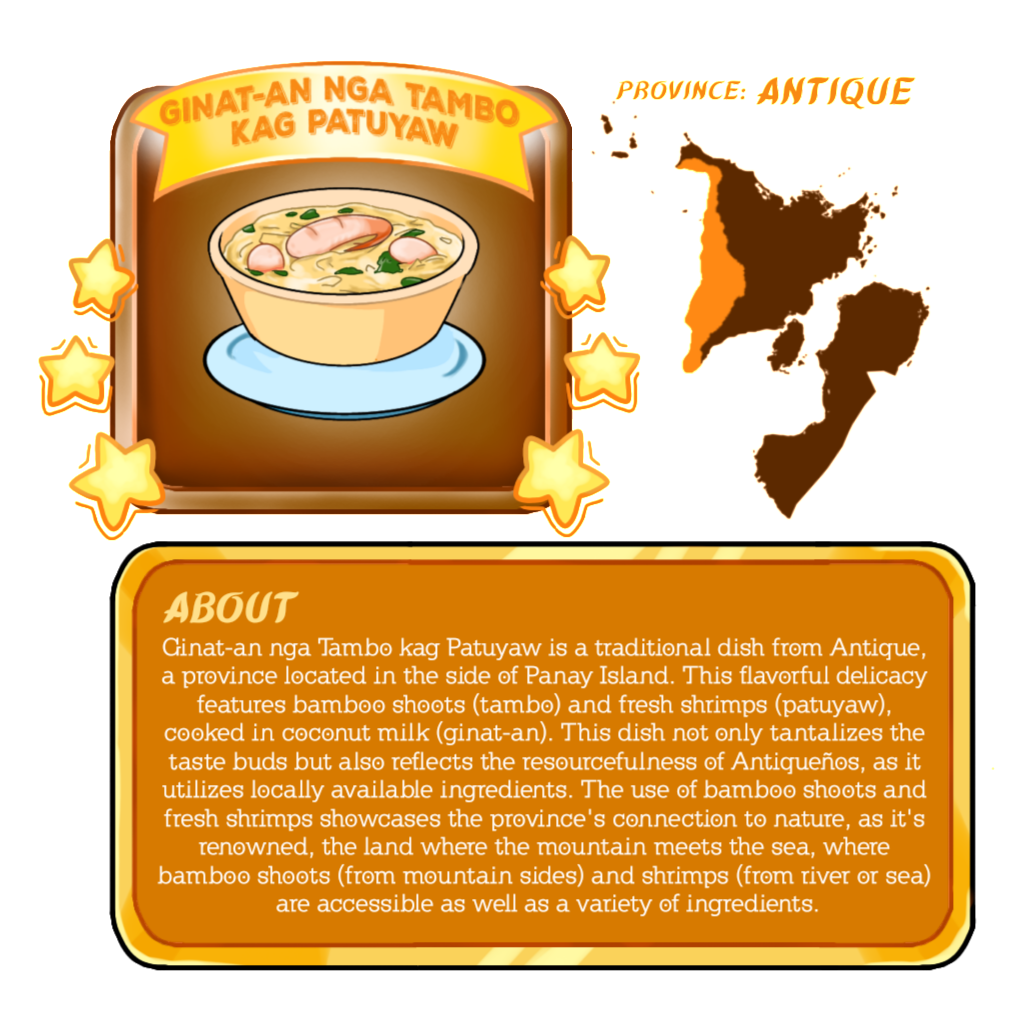 GINAT-AN NGA TAMBO
KAG PATUYAW
PROVINCE: ANTIQUE
ABOUT
Ginat-an nga Tambo kag Patuyaw is a traditional dish from Antique,
a province located in the side of Panay Island. This flavorful delicacy
features bamboo shoots (tambo) and fresh shrimps (patuyaw),
cooked in coconut milk (ginat-an). This dish not only tantalizes the
taste buds but also reflects the resourcefulness of Antiqueños, as it
utilizes locally available ingredients. The use of bamboo shoots and
fresh shrimps showcases the province's connection to nature, as it's
renowned, the land where the mountain meets the sea, where
bamboo shoots (from mountain sides) and shrimps (from river or sea)
are accessible as well as a variety of ingredients.